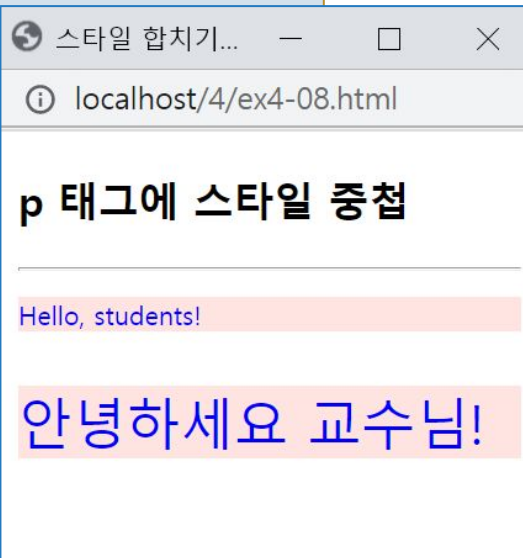 스타일 합치기...
localhost/4/ex4-08.html
p 태그에 스타일 중첩
Hello, students!
안녕하세요 교수님!